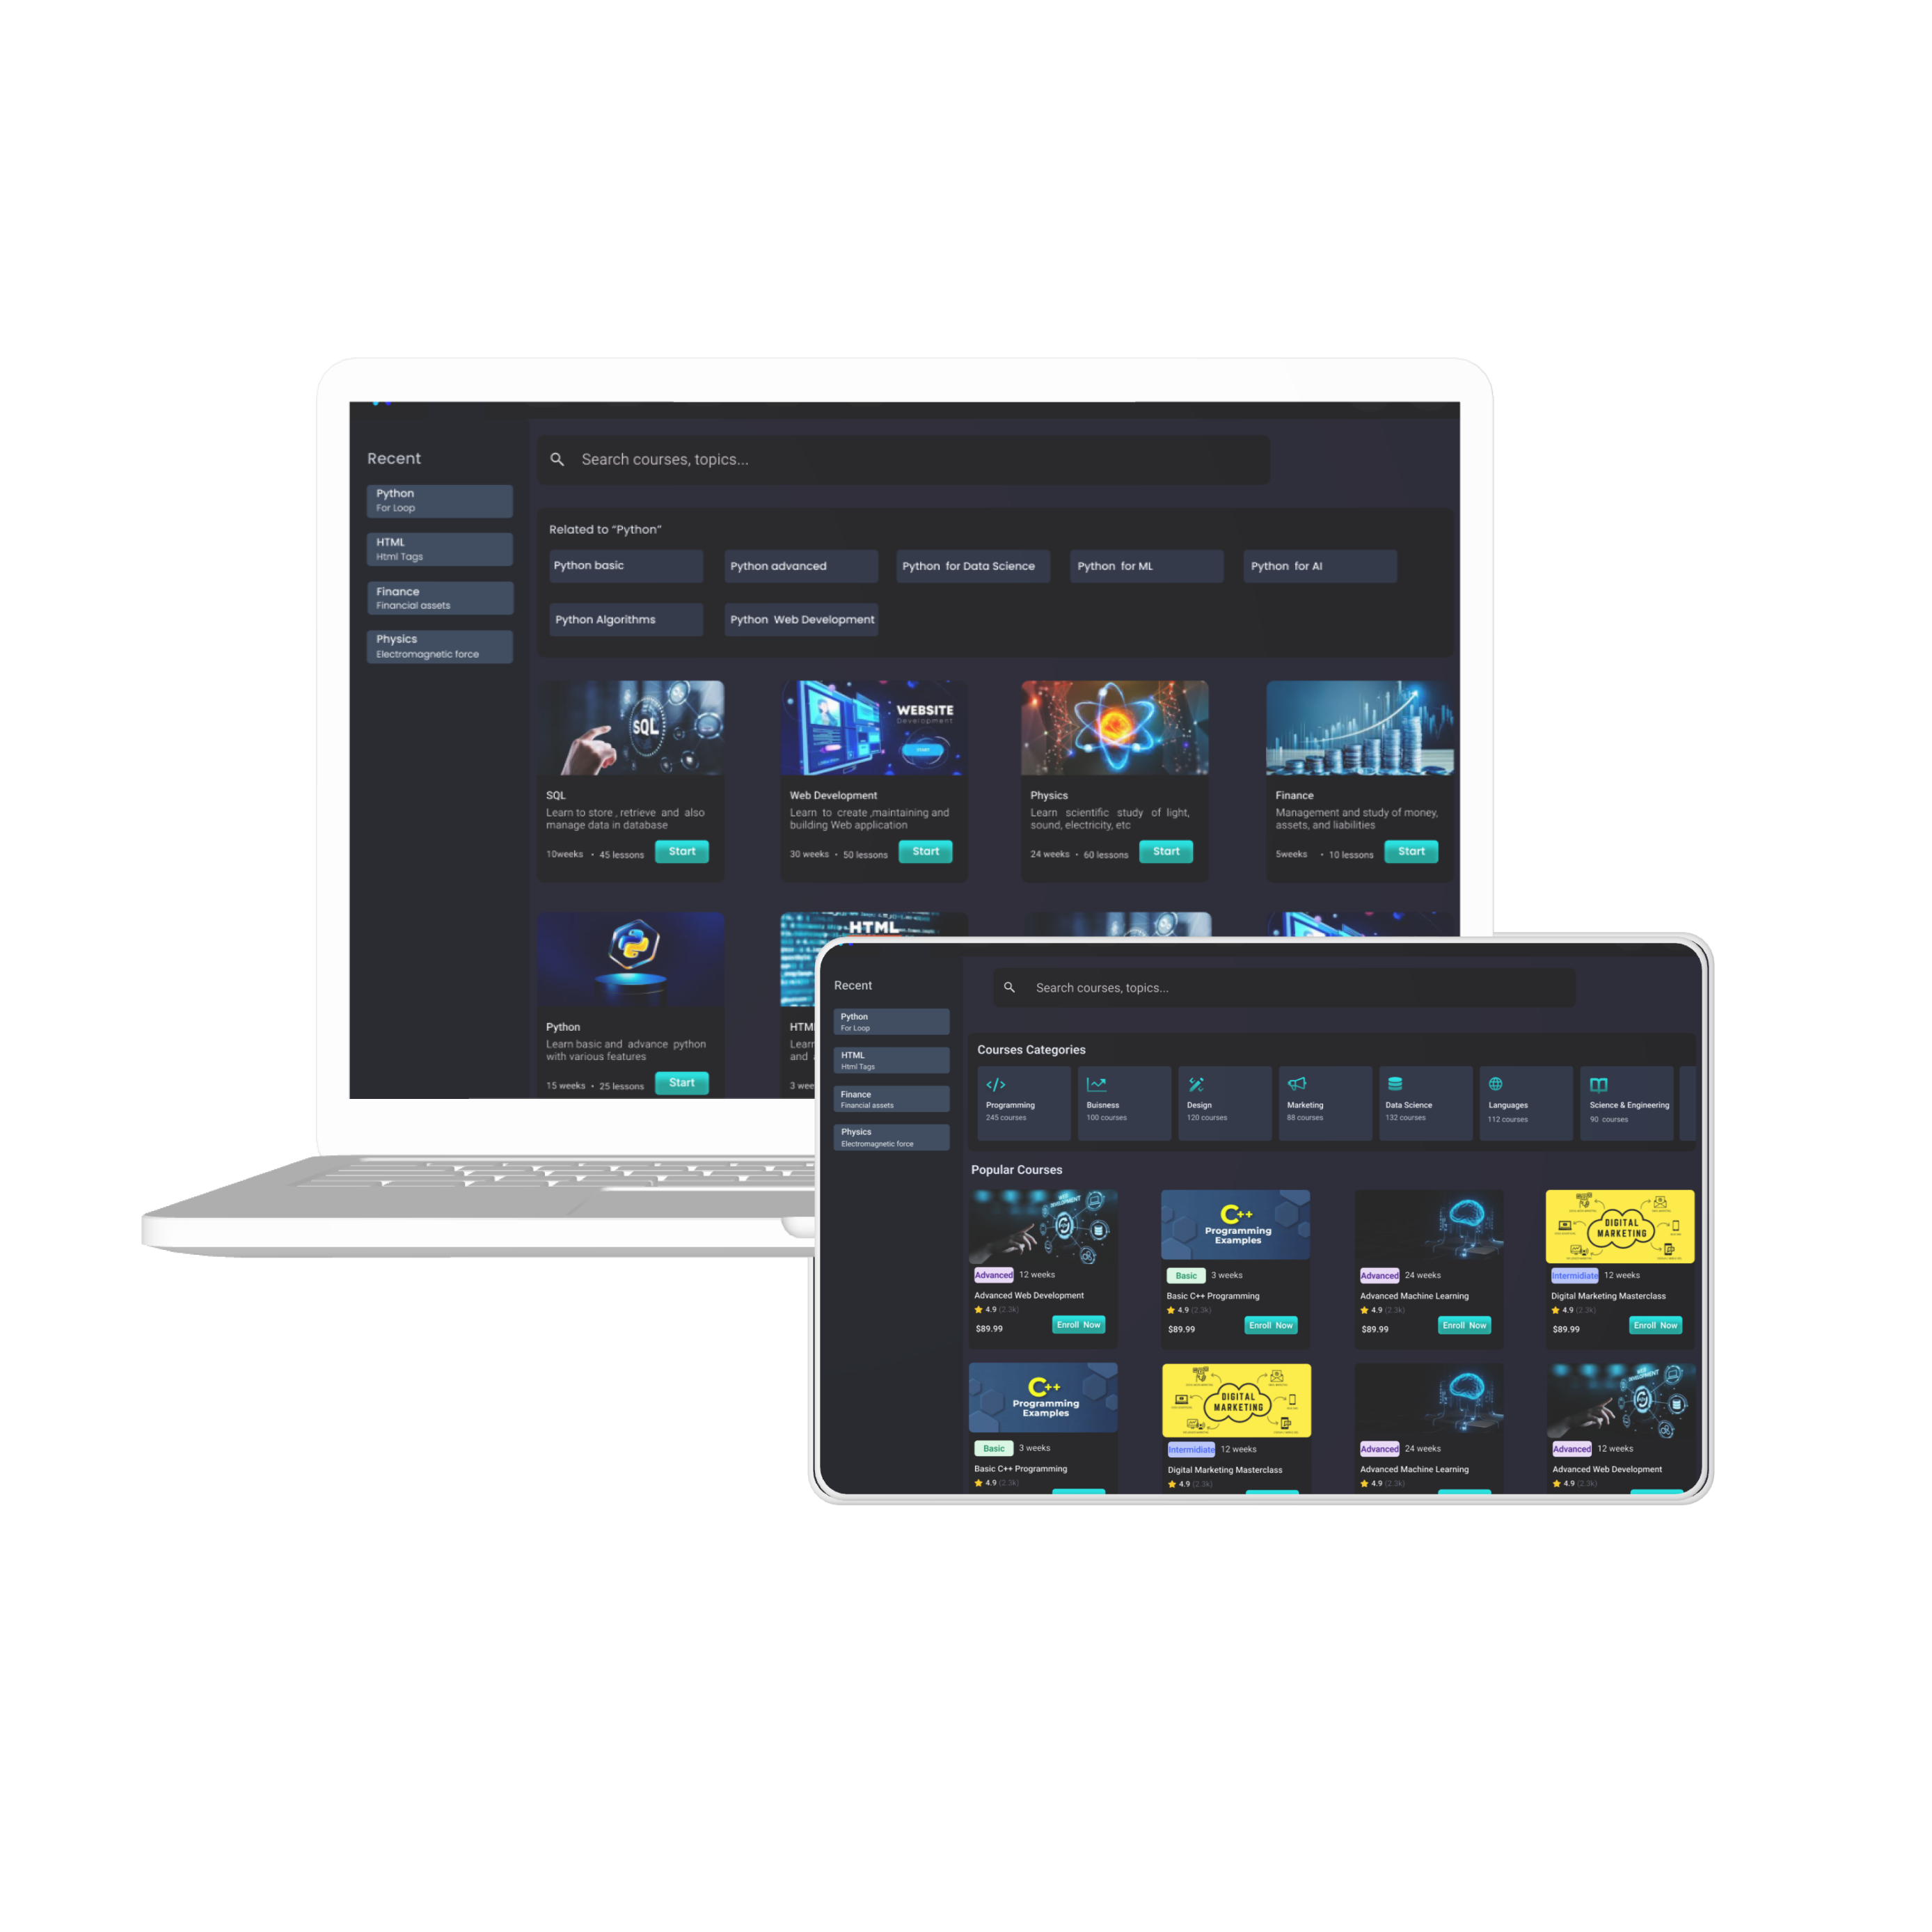 Recent
Python
For Loop
HTML
Html Tags
Finance
Financial assets
Physics
Electromagnetic force
Search courses, topics...
Related to “Python”
Python basic
Python advanced
Python for Data Science
Python for ML
Python for AI
Python Algorithms
Python Web Development
SQL
SQL
Learn to store , retrieve and also
manage data in database
10weeks • 45 lessons
Start
WEBSITE
Development
Web Development
Learn to create ,maintaining and
building Web application
30 weeks • 50 lessons
Start
Physics
Learn scientific study of light,
sound, electricity, etc
24 weeks • 60 lessons
Start
Finance
Management and study of money,
assets, and liabilities
5weeks • 10 lessons
Start
Python
Learn basic and advance python
with various features
15 weeks • 25 lessons
Start
HTML
HTM
Lear
and
3 wee
Recent
Python
For Loop
HTML
Html Tags
Finance
Financial assets
Physics
Electromagnetic force
Search courses, topics...
Courses Categories
Programming
245 courses
Buisness
100 courses
Design
120 courses
Marketing
88 courses
Data Science
132 courses
Languages
112 courses
Science & Engineering
90 courses
Popular Courses
Advanced 12 weeks
Advanced Web Development
4.9 (2.3k)
$89.99
Enroll Now
C++
Programming
Examples
Basic 3 weeks
Basic C++ Programming
4.9 (2.3k)
$89.99
Enroll Now
Advanced 24 weeks
Advanced Machine Learning
4.9 (2.3k)
$89.99
Enroll Now
DIGITAL
MARKETING
Intermidiate 12 weeks
Digital Marketing Masterclass
4.9 (2.3k)
$89.99
Enroll Now
C++
Programming
Examples
Basic 3 weeks
Basic C++ Programming
4.9 (2.3k)
DIGITAL
MARKETING
Intermidiate 12 weeks
Digital Marketing Masterclass
4.9 (2.3k)
Advanced 24 weeks
Advanced Machine Learning
4.9 (2.3k)
Advanced 12 weeks
Advanced Web Development
4.9 (2.3k)